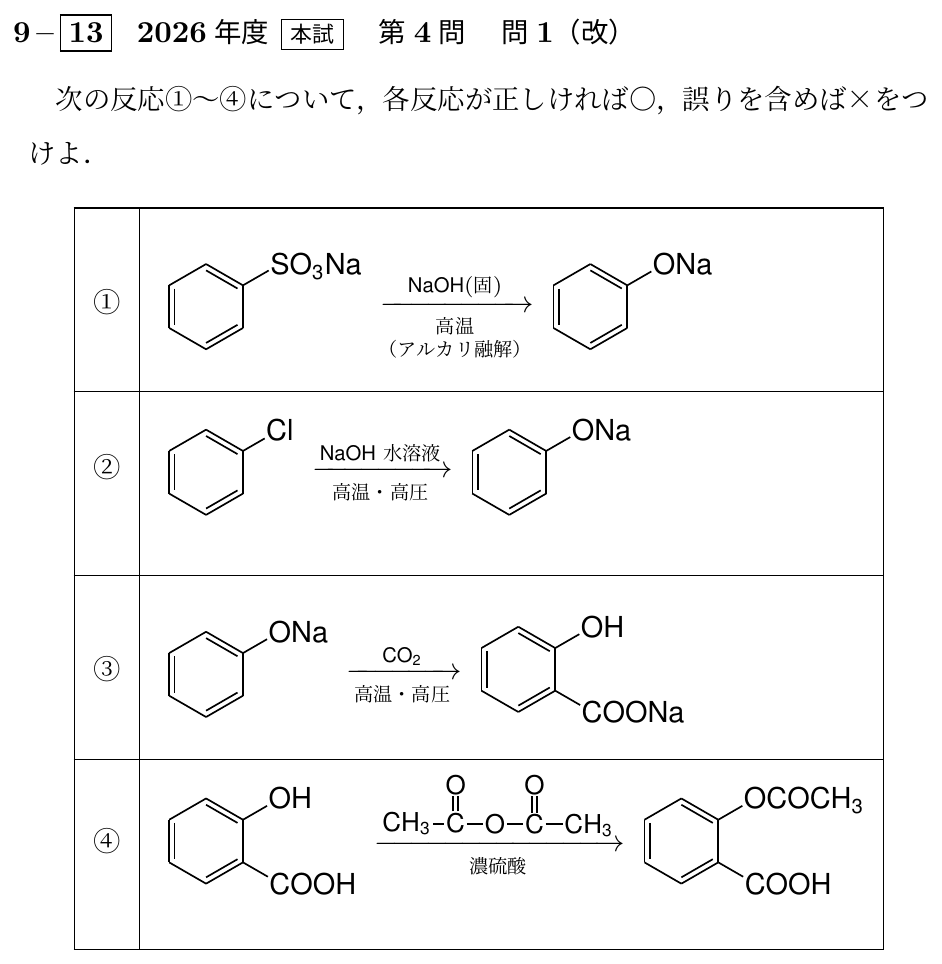 9－13 2026 年度 本試 第 4 問 問 1（改）
次の反応①〜④について，各反応が正しければ○，誤りを含めば×をつ
けよ．
①
SO₃Na
NaOH(固)
高温
（アルカリ融解）
ONa
②
Cl
NaOH 水溶液
高温・高圧
ONa
③
ONa
CO₂
高温・高圧
OH
COONa
④
OH
COOH
O O
CH₃–C–O–C–CH₃
濃硫酸
OCOCH₃
COOH